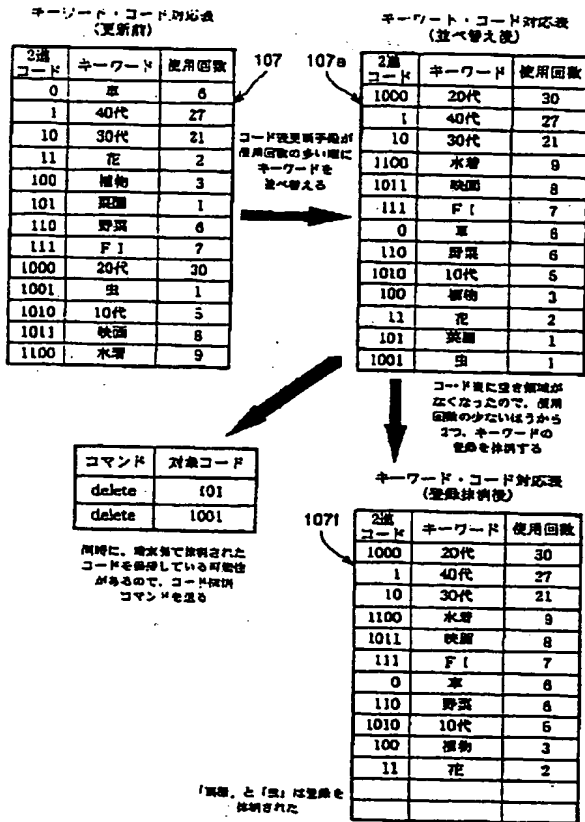 キーワード・コード対応表
(更新前)
2進コード キーワード 使用回数
0 車 6
1 40代 27
10 30代 21
11 花 2
100 植物 3
101 菜園 1
110 野菜 6
111 F1 7
1000 20代 30
1001 虫 1
1010 10代 5
1011 映画 8
1100 水着 9
107
コード表更新手段が
使用回数の多い順に
キーワードを
並べ替える
107a
キーワード・コード対応表
(並べ替え後)
2進コード キーワード 使用回数
1000 20代 30
1 40代 27
10 30代 21
1100 水着 9
1011 映画 8
111 F1 7
0 車 6
110 野菜 6
1010 10代 5
100 植物 3
11 花 2
101 菜園 1
1001 虫 1
コード表に空き領域が
なくなったので、使用
回数の少ないほうから
2つ、キーワードの
登録を抹消する
コマンド 対象コード
delete 101
delete 1001
同時に、端末側で抹消された
コードを保持している可能性
があるので、コード抹消
コマンドを送る
キーワード・コード対応表
(登録抹消後)
107f
2進コード キーワード 使用回数
1000 20代 30
1 40代 27
10 30代 21
1100 水着 9
1011 映画 8
111 F1 7
0 車 6
110 野菜 6
1010 10代 5
100 植物 3
11 花 2
「菜園」と「虫」は登録を
抹消された